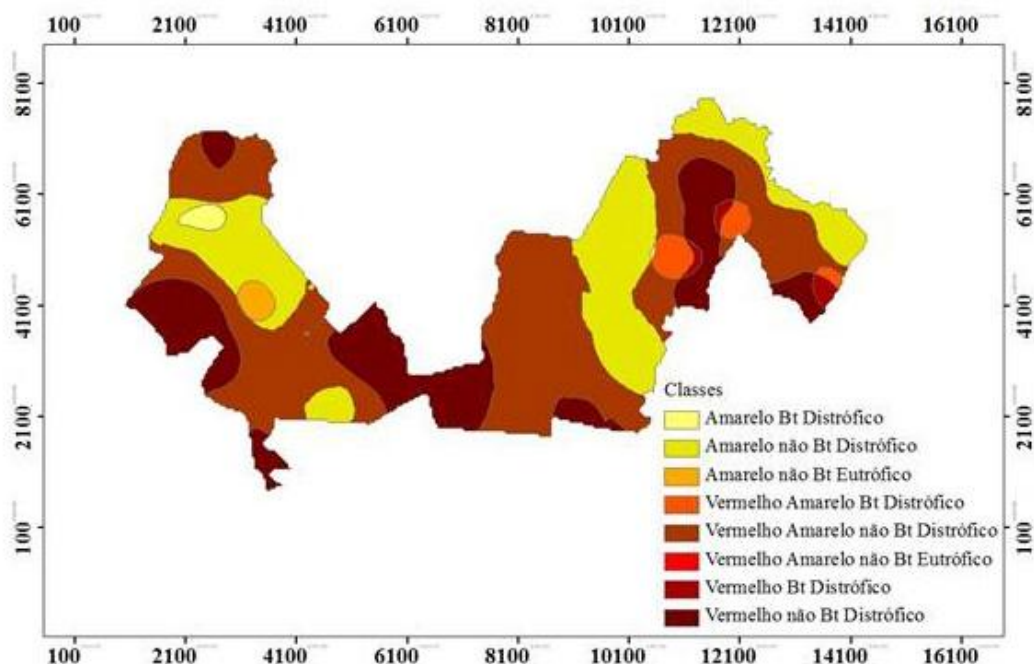 100 2100 4100 6100 8100 10100 12100 14100 16100
8100 8100
6100 6100
4100 4100
2100 2100
100 100
Classes
Amarelo Bt Distrófico
Amarelo não Bt Distrófico
Amarelo não Bt Eutrófico
Vermelho Amarelo Bt Distrófico
Vermelho Amarelo não Bt Distrófico
Vermelho Amarelo não Bt Eutrófico
Vermelho Bt Distrófico
Vermelho não Bt Distrófico
100 2100 4100 6100 8100 10100 12100 14100 16100